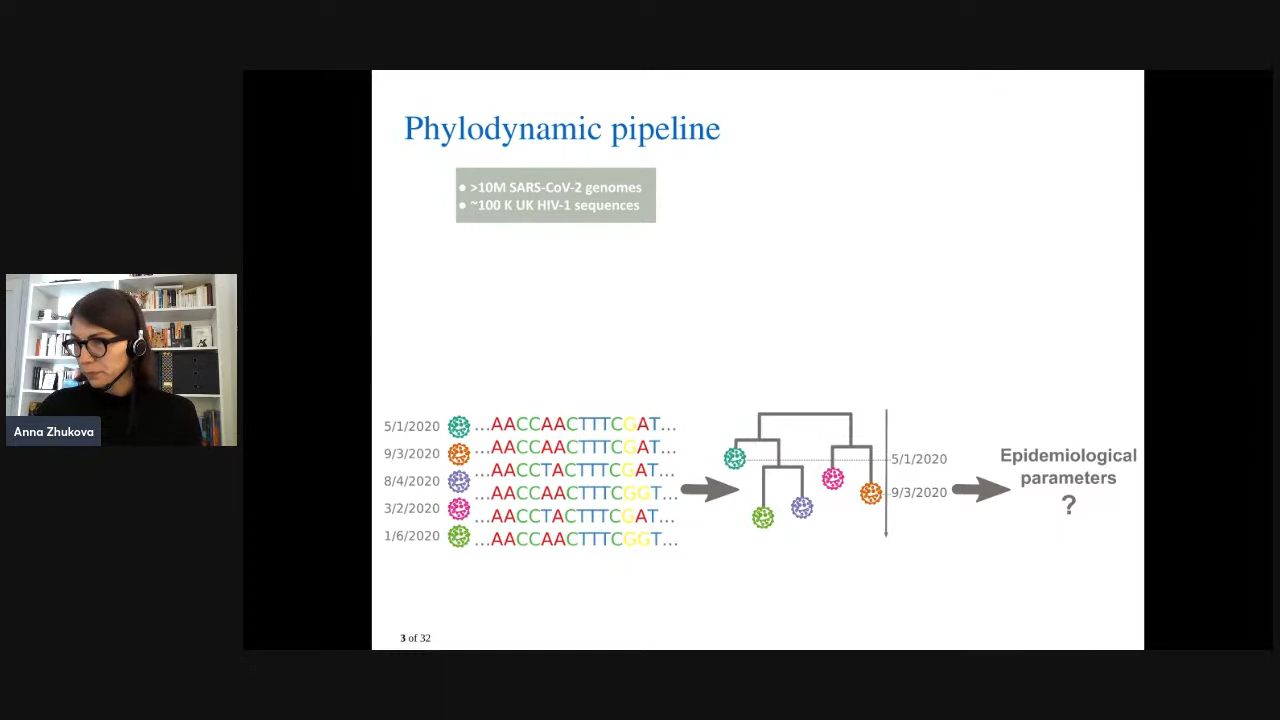 Phylodynamic pipeline
● >10M SARS-CoV-2 genomes
● ~100 K UK HIV-1 sequences
5/1/2020
9/3/2020
8/4/2020
3/2/2020
1/6/2020
...AACCAACTTTCGAT...
...AACCAACTTTCGAT...
...AACCTACTTTCGAT...
...AACCAACTTTCGGT...
...AACCTACTTTCGAT...
...AACCAACTTTCGGT...
5/1/2020
9/3/2020
Epidemiological
parameters
?
3 of 32
Anna Zhukova